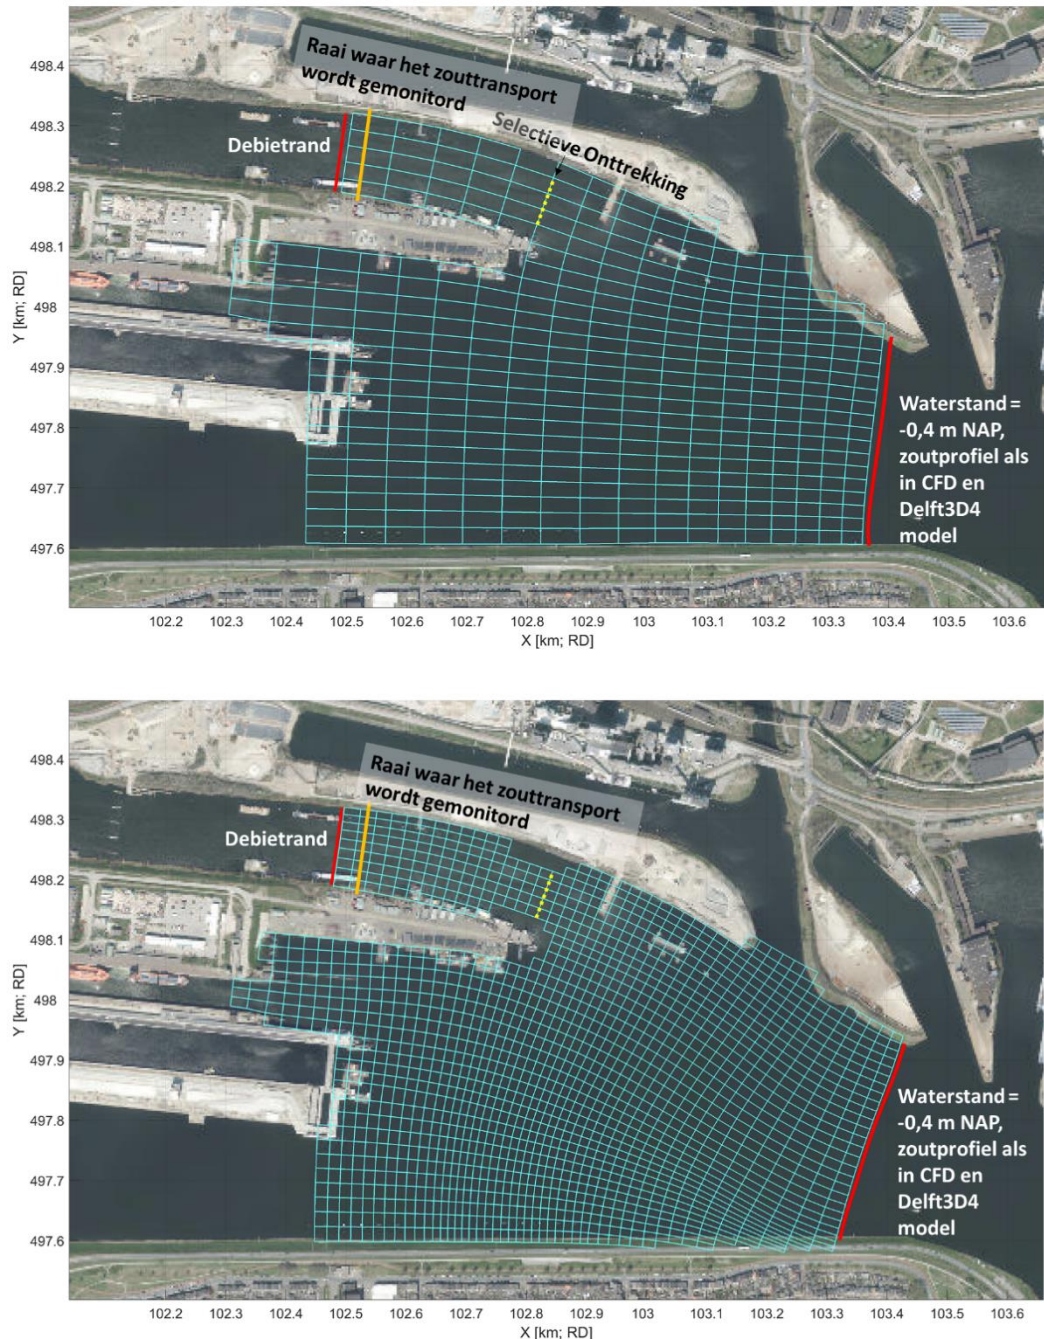 498.4
498.3
498.2
498.1
498
497.9
497.8
497.7
497.6
Y [km; RD]
Raai waar het zouttransport
wordt gemonitord
Selectieve Onttrekking
Debietrand
Waterstand =
-0,4 m NAP,
zoutprofiel als
in CFD en
Delft3D4
model
102.2 102.3 102.4 102.5 102.6 102.7 102.8 102.9 103 103.1 103.2 103.3 103.4 103.5 103.6
X [km; RD]
498.4
498.3
498.2
498.1
498
497.9
497.8
497.7
497.6
Y [km; RD]
Raai waar het zouttransport
wordt gemonitord
Debietrand
Waterstand =
-0,4 m NAP,
zoutprofiel als
in CFD en
Delft3D4
model
102.2 102.3 102.4 102.5 102.6 102.7 102.8 102.9 103 103.1 103.2 103.3 103.4 103.5 103.6
X [km; RD]